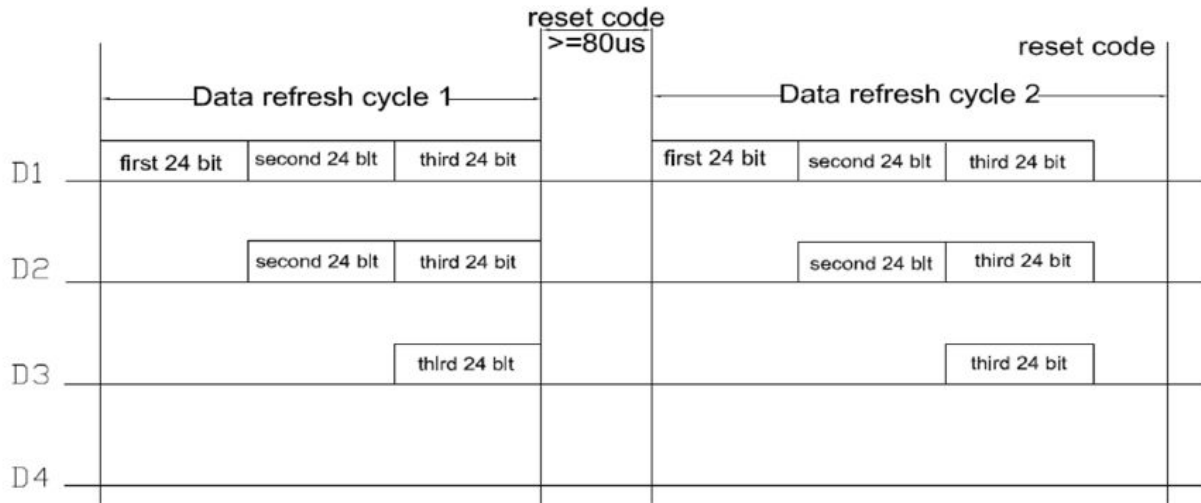 reset code
>=80us
reset code
Data refresh cycle 1
Data refresh cycle 2
D1 first 24 bit second 24 blt third 24 bit first 24 bit second 24 blt third 24 bit
D2 second 24 blt third 24 bit second 24 blt third 24 bit
D3 third 24 blt third 24 bit
D4